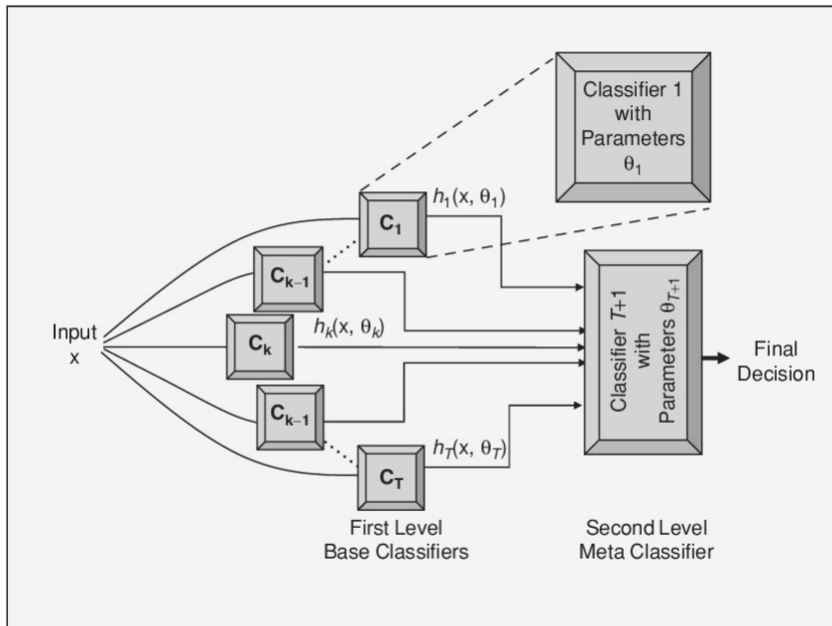 Classifier 1
with
Parameters
θ1
h1(x, θ1)
C1
Ck–1
Input
x
Ck
hk(x, θk)
Ck–1
CT
hT(x, θT)
Classifier T+1
with
Parameters θT+1
Final
Decision
First Level
Base Classifiers
Second Level
Meta Classifier